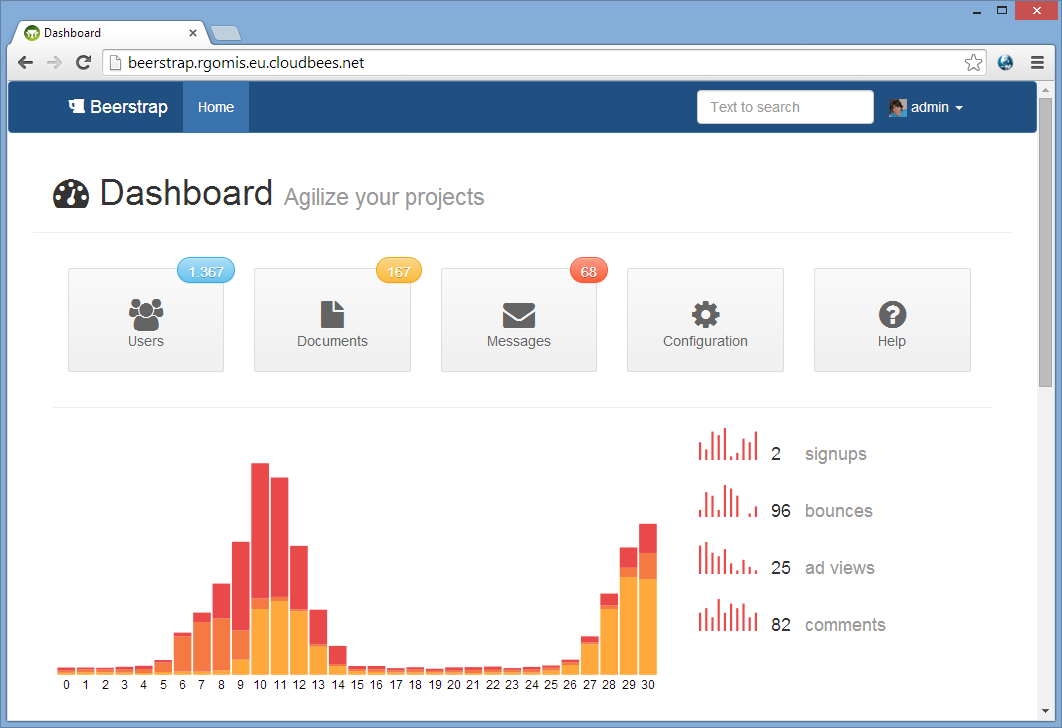 Dashboard
beerstrap.rgomis.eu.cloudbees.net
Beerstrap Home Text to search admin
Dashboard Agilize your projects
1.367 167 68
Users Documents Messages Configuration Help
2 signups
96 bounces
25 ad views
82 comments
0 1 2 3 4 5 6 7 8 9 10 11 12 13 14 15 16 17 18 19 20 21 22 23 24 25 26 27 28 29 30